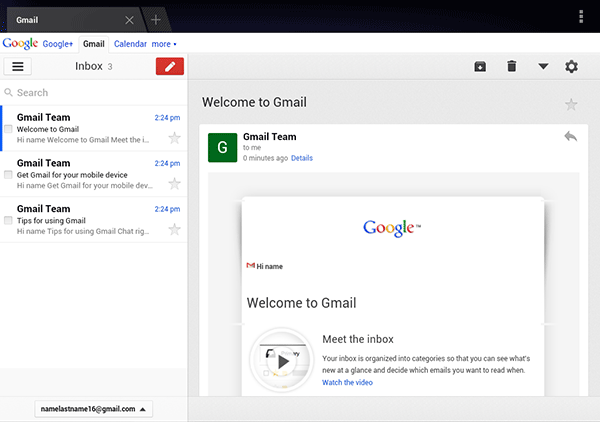 Gmail
Google Google+ Gmail Calendar more
Inbox 3
Search
Gmail Team
2:24 pm
Welcome to Gmail
Hi name Welcome to Gmail Meet the i...
Gmail Team
2:24 pm
Get Gmail for your mobile device
Hi name Get Gmail for your mobile dev...
Gmail Team
2:24 pm
Tips for using Gmail
Hi name Tips for using Gmail Chat rig...
namelastname16@gmail.com
Welcome to Gmail
G
Gmail Team
to me
0 minutes ago Details
Google™
Hi name
Welcome to Gmail
Meet the inbox
Your inbox is organized into categories so that you can see what's
new at a glance and decide which emails you want to read when.
Watch the video